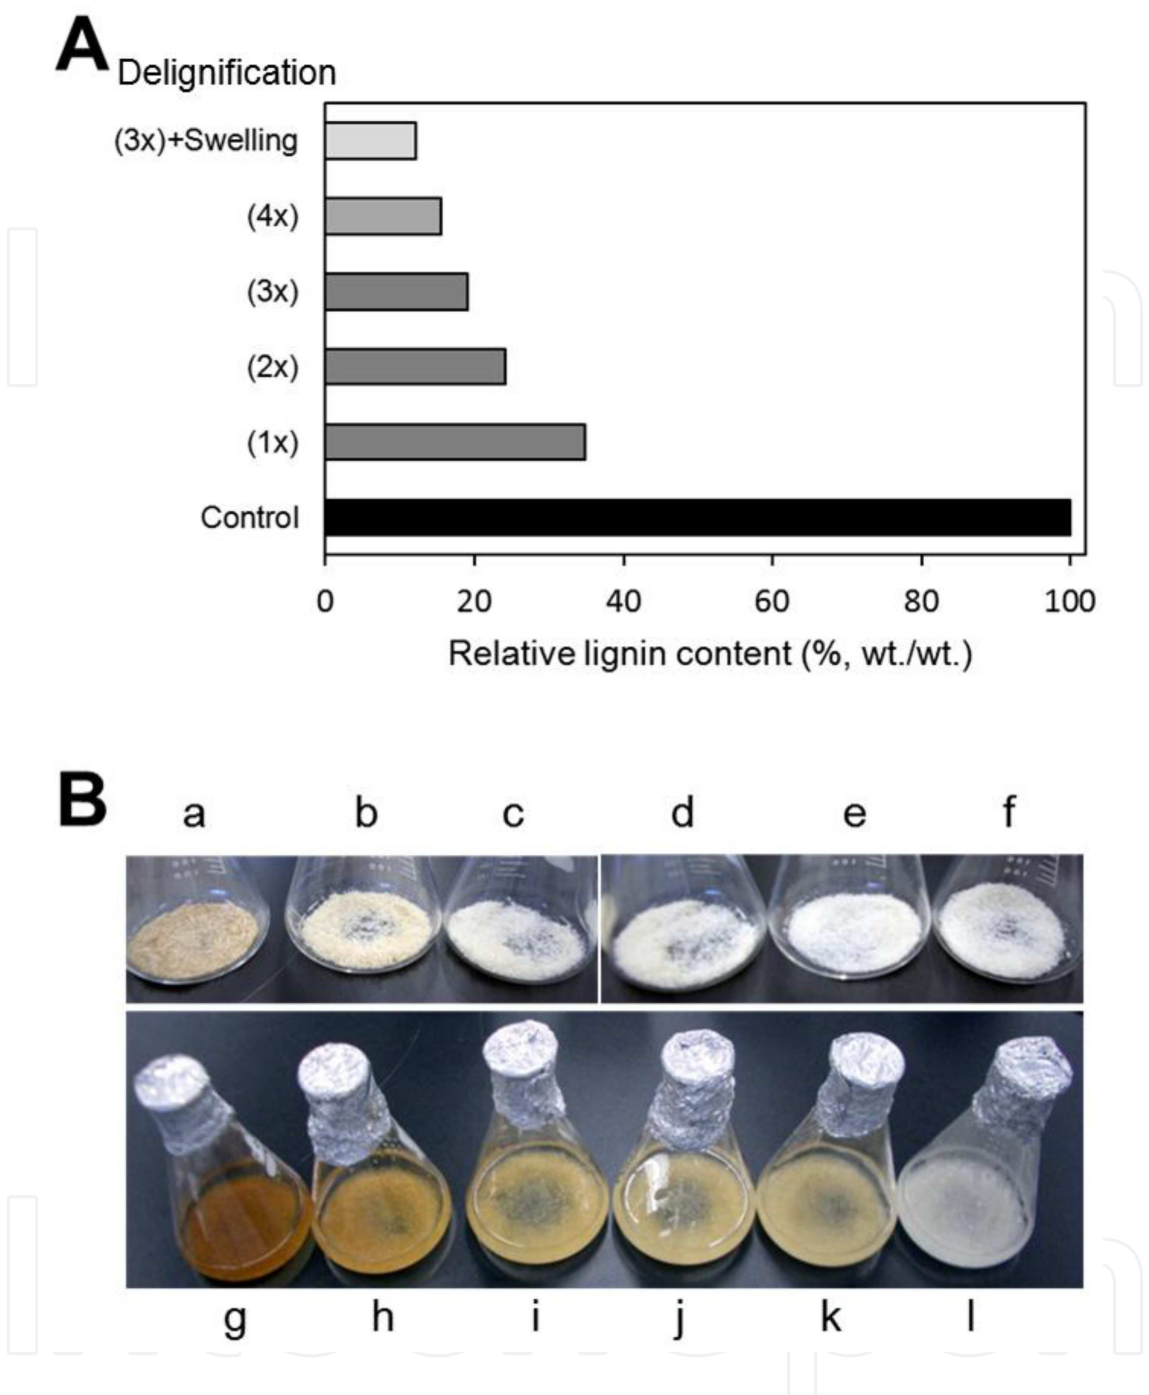 A
Delignification
(3x)+Swelling
(4x)
(3x)
(2x)
(1x)
Control
0 20 40 60 80 100
Relative lignin content (%, wt./wt.)
B
a b c d e f
g h i j k l